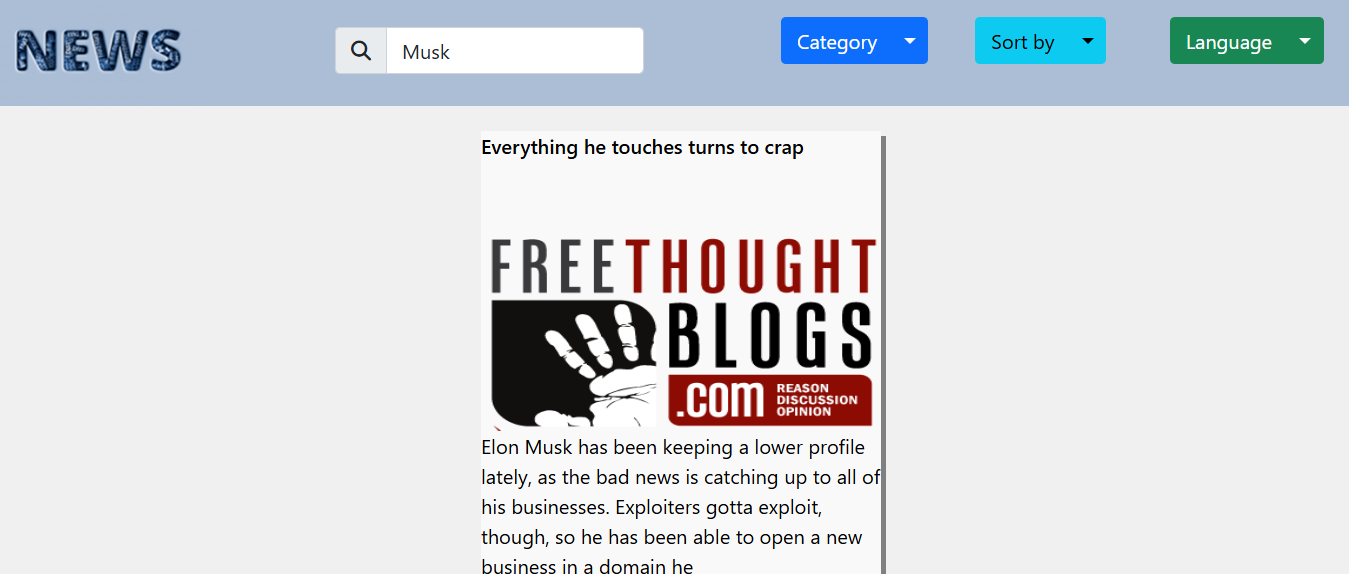 NEWS
Musk
Category
Sort by
Language
Everything he touches turns to crap
FREETHOUGHT
BLOGS
.com
REASON
DISCUSSION
OPINION
Elon Musk has been keeping a lower profile
lately, as the bad news is catching up to all of
his businesses. Exploiters gotta exploit,
though, so he has been able to open a new
business in a domain he